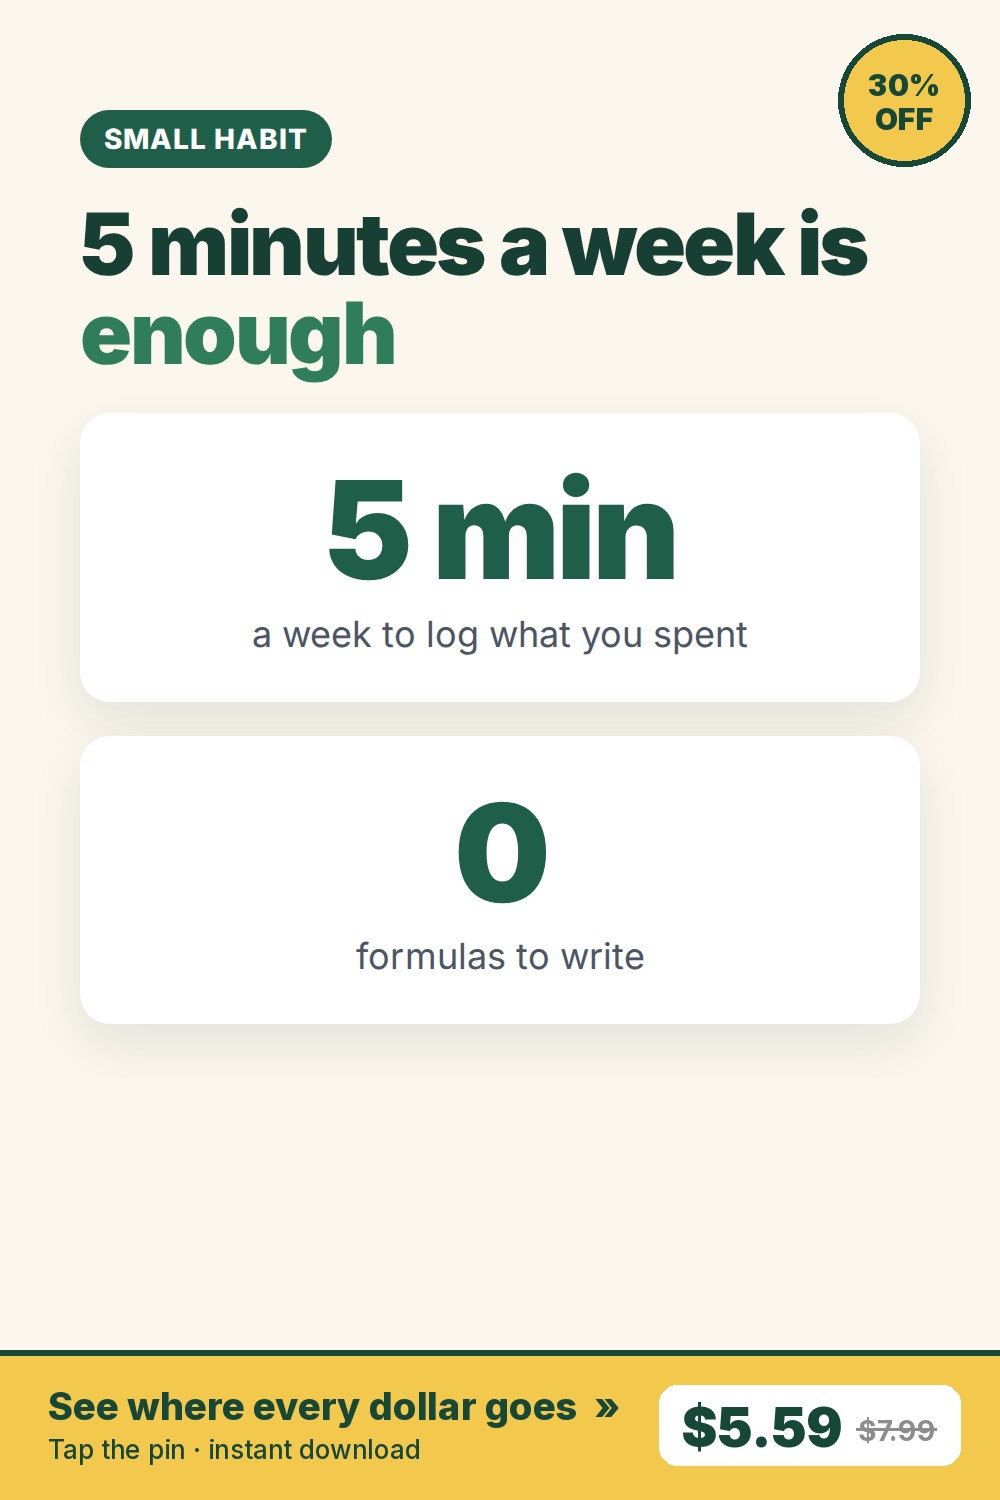 30%
OFF
SMALL HABIT
5 minutes a week is
enough
5 min
a week to log what you spent
0
formulas to write
See where every dollar goes »
Tap the pin · instant download
$5.59 $7.99